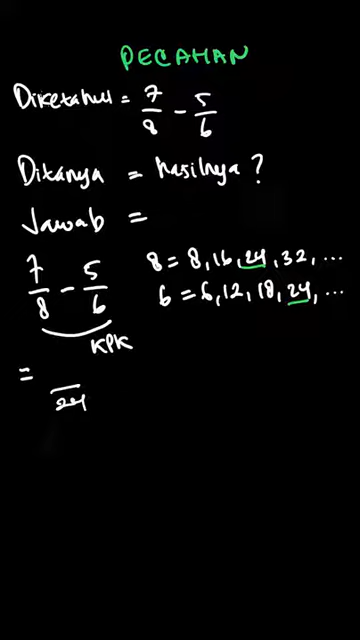 PECAHAN
Diketahui = 7/8 - 5/6
Ditanya = hasilnya ?
Jawab =
7/8 - 5/6
8 = 8, 16, 24, 32, ...
6 = 6, 12, 18, 24, ...
KPK
= /24